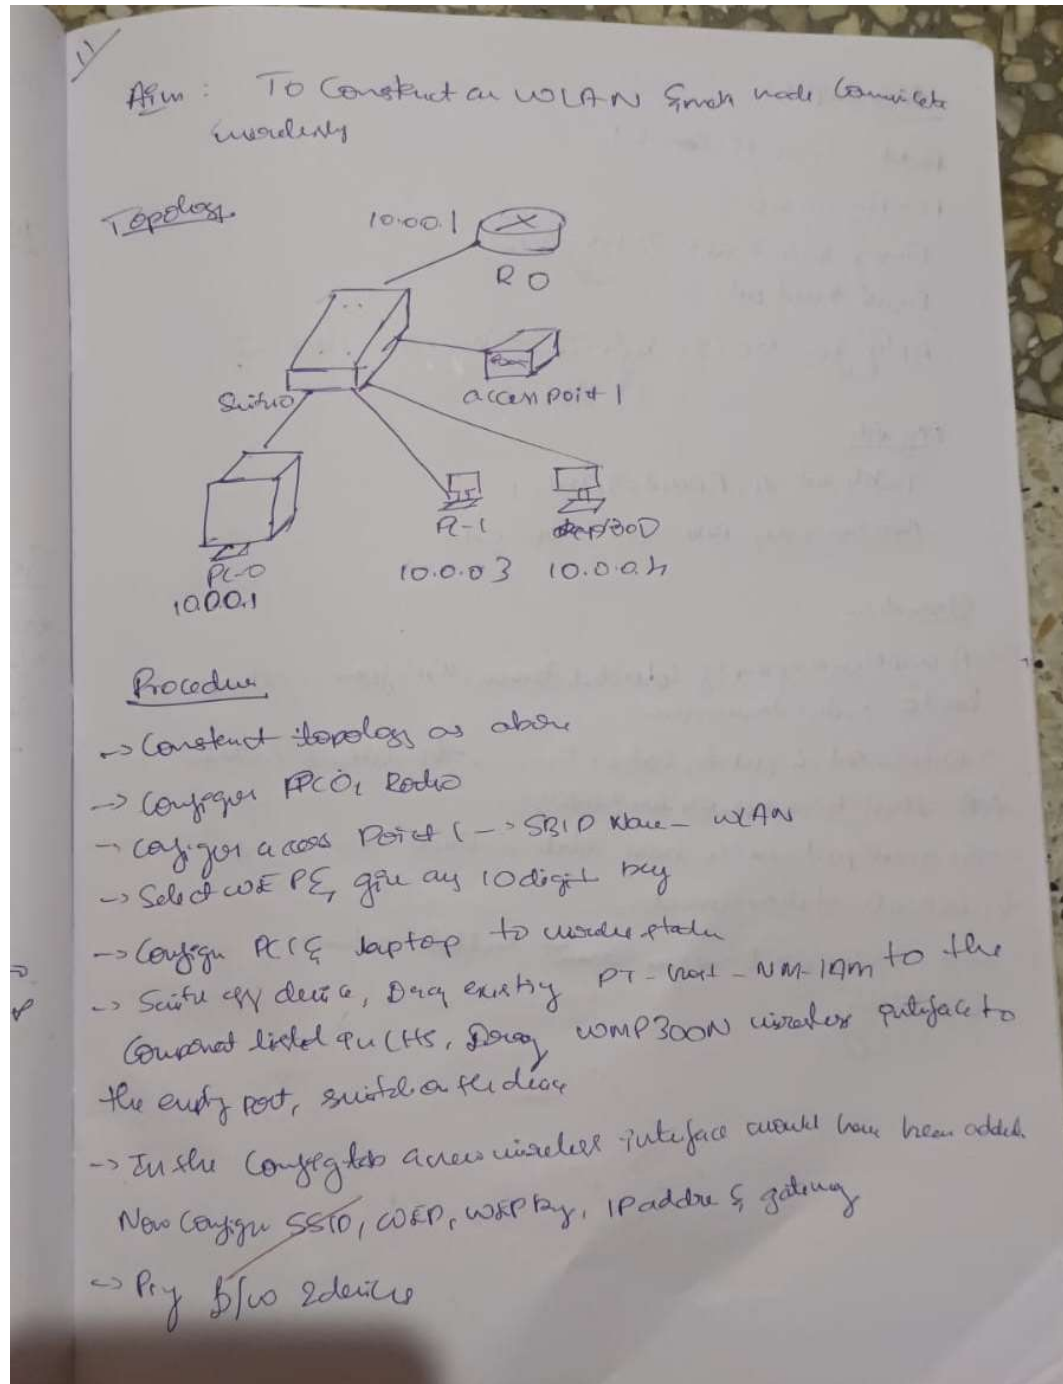 11
Aim : To Construct an WLAN & make node Communicate
wirelessly
Topology
10.0.0.1
R 0
Switch0
access point 1
PC-0
10.0.0.1
PC-1
10.0.0.3 10.0.0.4
Procedure
-> Construct topology as above
-> Configure PC0,
-> Configure access Point 1 -> SSID Name - WLAN
-> Select WEP & give any 10 digit key
-> Configure PC1 & laptop to wireless
-> Switch off device, Drag existing PT-host-NM-1AM to the
Component listed in LHS, Drag WMP300N wireless interface to
the empty port, switch on the device
-> In the Config tab a new wireless interface would have been added.
Now Configure SSID, WEP, WEP key, IP address & gateway
-> Ping b/w 2 devices